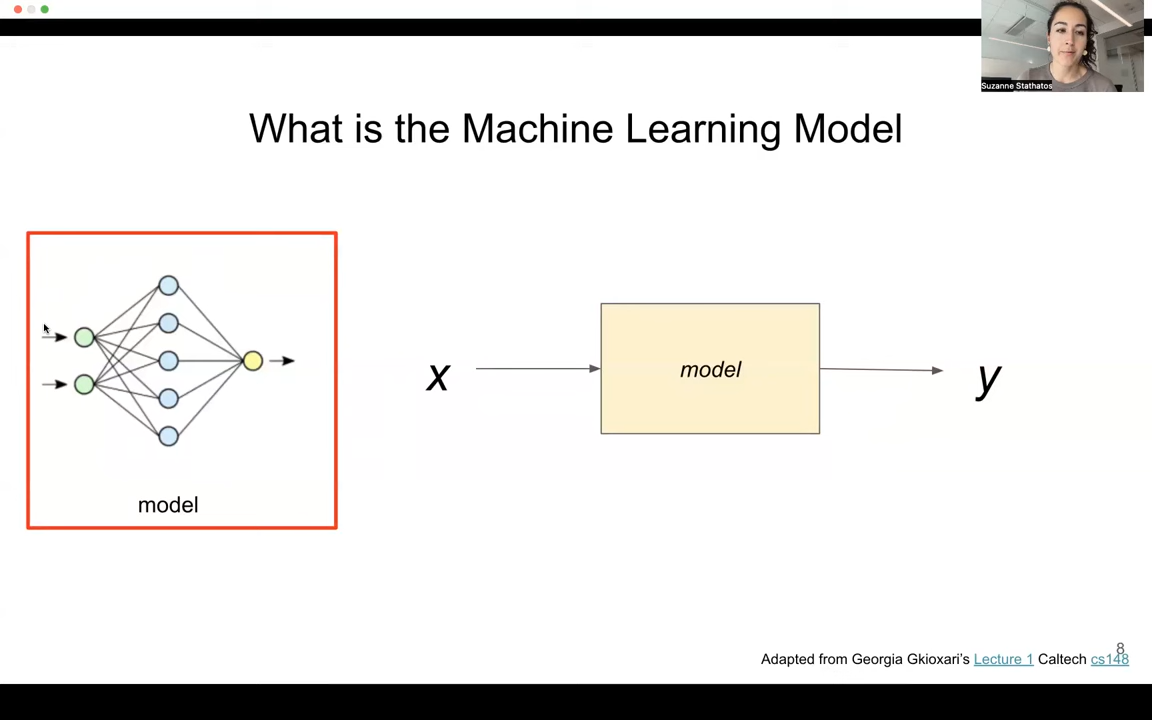 Suzanne Stathatos
What is the Machine Learning Model
model
x
model
y
8
Adapted from Georgia Gkioxari's Lecture 1 Caltech cs148